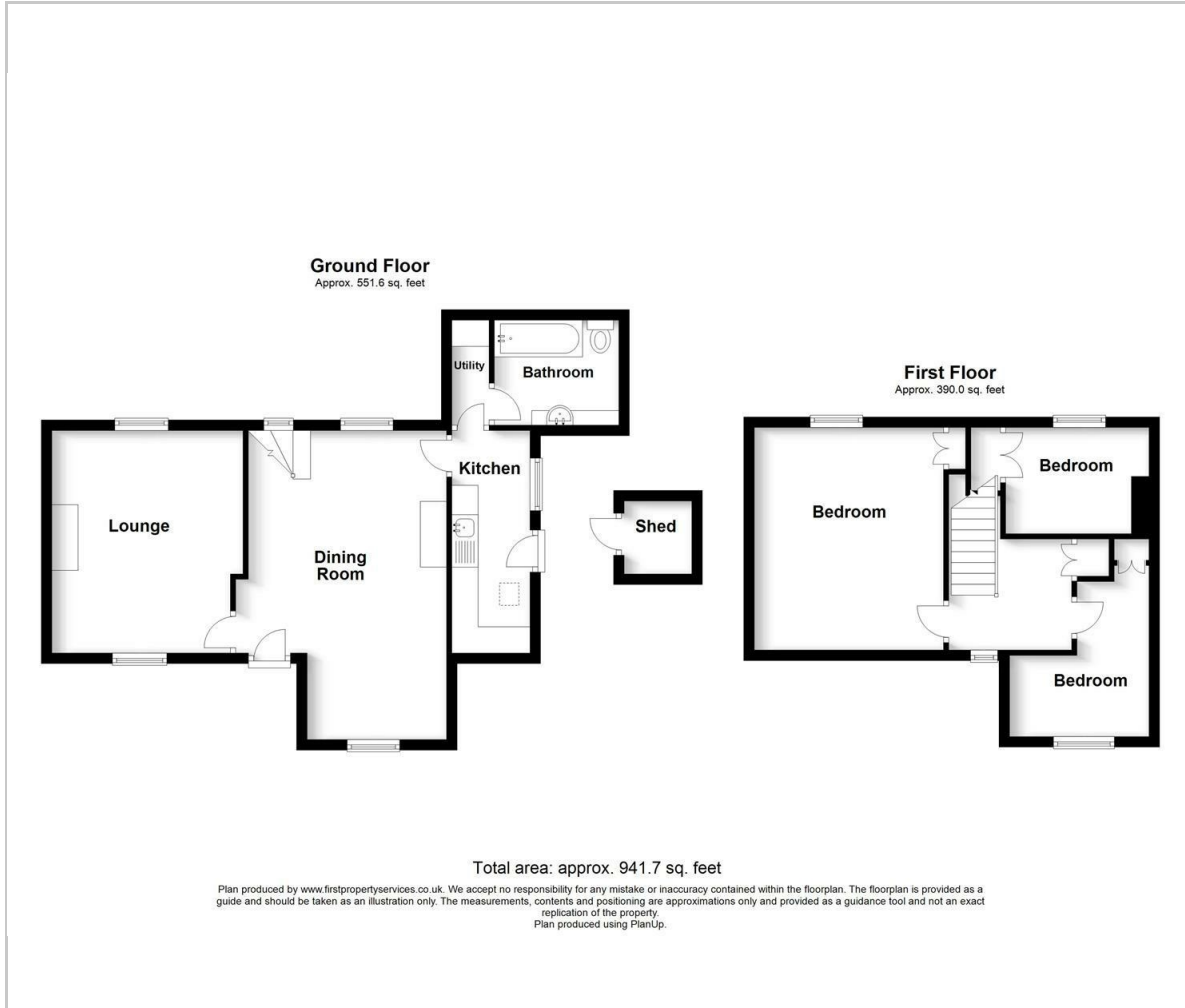 Ground Floor
Approx. 551.6 sq. feet
Utility
Bathroom
Kitchen
Lounge
Dining
Room
Shed
First Floor
Approx. 390.0 sq. feet
Bedroom
Bedroom
Bedroom
Total area: approx. 941.7 sq. feet
Plan produced by www.firstpropertyservices.co.uk. We accept no responsibility for any mistake or inaccuracy contained within the floorplan. The floorplan is provided as a
guide and should be taken as an illustration only. The measurements, contents and positioning are approximations only and provided as a guidance tool and not an exact
replication of the property.
Plan produced using PlanUp.